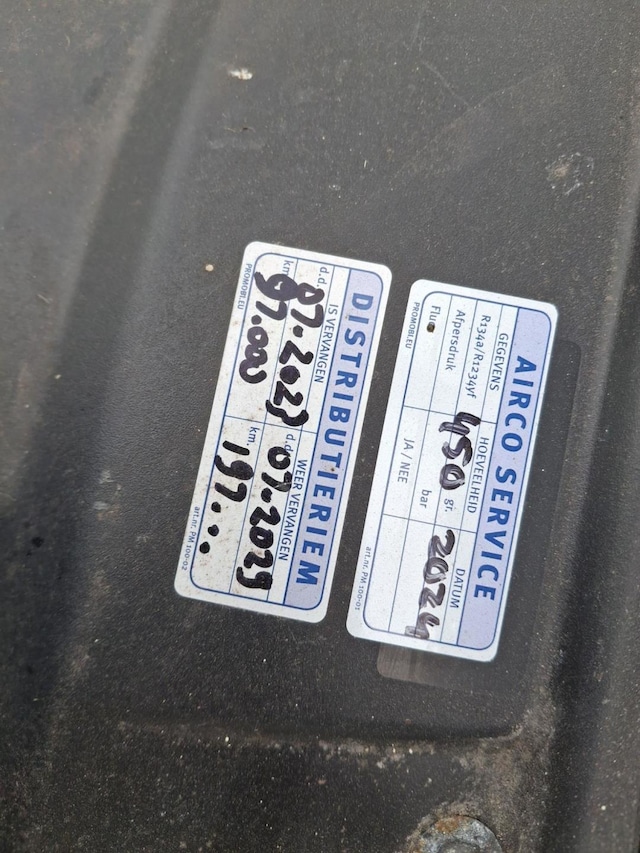 DISTRIBUTIERIEM
IS VERVANGEN WEER VERVANGEN
d.d. 07-2023 d.d. 07-2029
km. 97.000 km. 197...
PROMOBI.EU art.nr. PM 100-02
AIRCO SERVICE
GEGEVENS HOEVEELHEID DATUM
R134a/R1234yf 450 gr. 2024
Afpersdruk bar
Fluo JA / NEE
PROMOBI.EU art.nr. PM 100-01